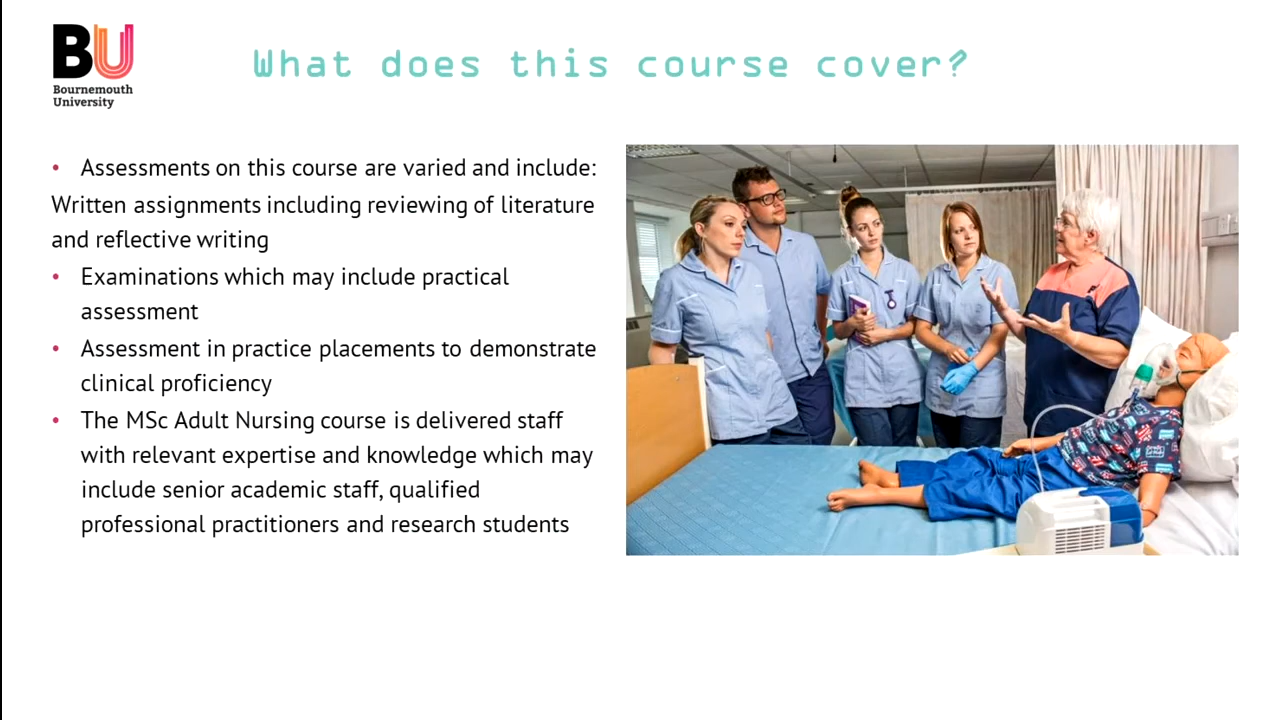 BU
Bournemouth
University
What does this course cover?
• Assessments on this course are varied and include:
Written assignments including reviewing of literature
and reflective writing
• Examinations which may include practical
assessment
• Assessment in practice placements to demonstrate
clinical proficiency
• The MSc Adult Nursing course is delivered staff
with relevant expertise and knowledge which may
include senior academic staff, qualified
professional practitioners and research students